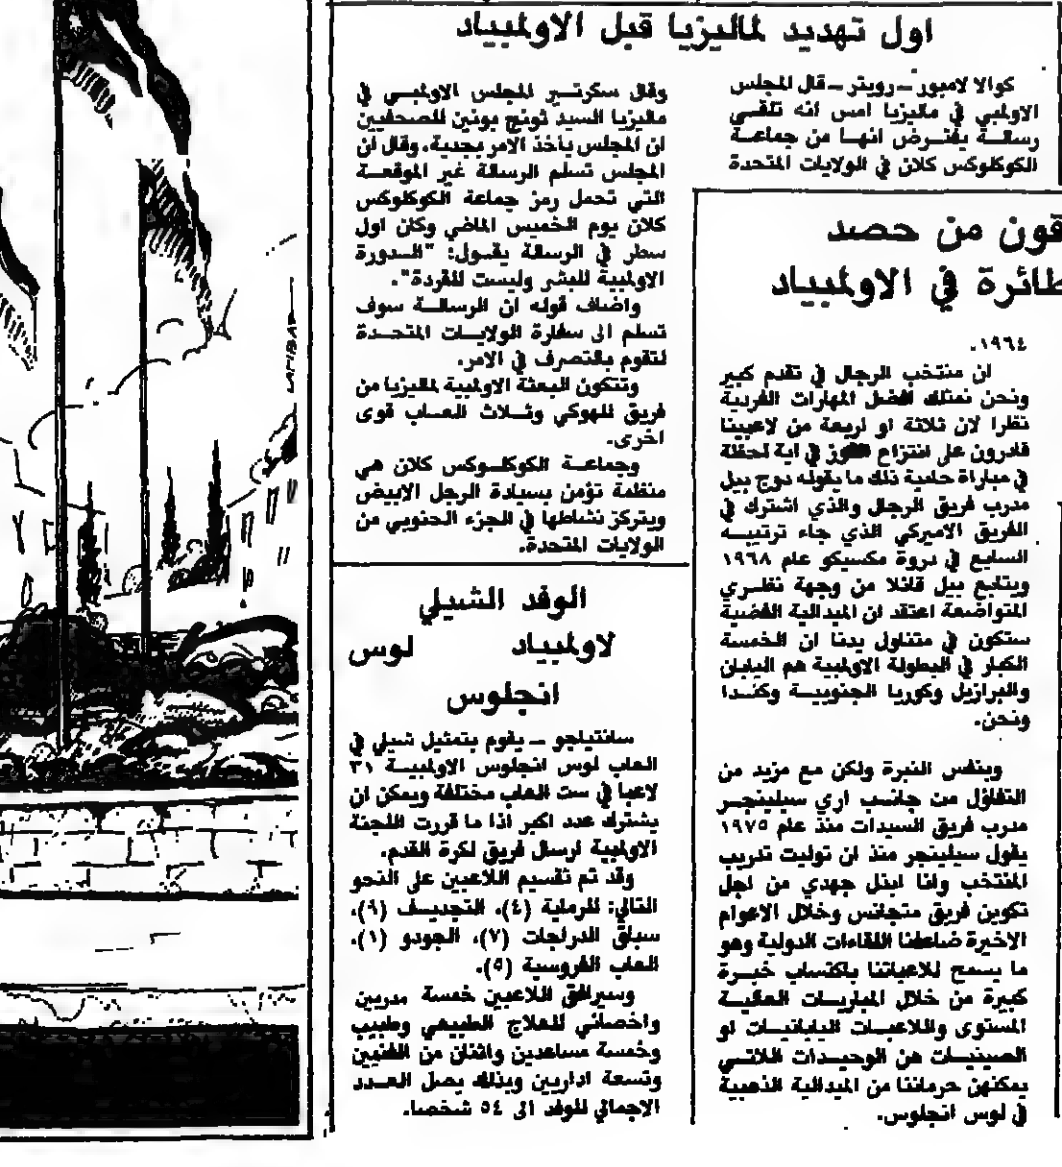 اول تهديد لماليزيا قبل الاولمبياد
كوالا لامبور ــ رويتر ــ قال المجلس
الاولمبي في ماليزيا امس انه تلقى
رسالة يفترض انها من جماعة
الكوكلوكس كلان في الولايات المتحدة
وقال سكرتير المجلس الاولمبي في
ماليزيا السيد ثونج بونين للصحفيين
ان المجلس ياخذ الامر بجدية، وقال ان
المجلس تسلم الرسالة غير الموقعة
التي تحمل رمز جماعة الكوكلوكس
كلان يوم الخميس الماضي وكان اول
سطر في الرسالة يقول: "الدورة
الاولمبية للبشر وليست للقردة".
واضاف قوله ان الرسالة سوف
تسلم الى سفارة الولايات المتحدة
لتقوم بالتصرف في الامر.
وتتكون البعثة الاولمبية لماليزيا من
فريق للهوكي وثلاث العاب قوى
اخرى.
وجماعة الكوكلوكس كلان هي
منظمة تؤمن بسيادة الرجل الابيض
ويتركز نشاطها في الجزء الجنوبي من
الولايات المتحدة.
قون من حصد
طائرة في الاولمبياد
١٩٦٤.
ان منتخب الرجال في تقدم كبير
ونحن نمتلك افضل المهارات الفردية
نظرا لان ثلاثة او اربعة من لاعبينا
قادرون على انتزاع الفوز في اية لحظة
في مباراة حامية ذلك ما يقوله دوج بيل
مدرب فريق الرجال والذي اشترك في
الفريق الاميركي الذي جاء ترتيبه
السابع في دروة مكسيكو عام ١٩٦٨
ويتابع بيل قائلا من وجهة نظري
المتواضعة اعتقد ان الميدالية الفضية
ستكون في متناول يدنا ان الخمسة
الكبار في البطولة الاولمبية هم اليابان
والبرازيل وكوريا الجنوبية وكندا
ونحن.
وبنفس النبرة ولكن مع مزيد من
التفاؤل من جانب اري سيلينجر
مدرب فريق السيدات منذ عام ١٩٧٥
يقول سيلينجر منذ ان توليت تدريب
المنتخب وانا ابذل جهدي من اجل
تكوين فريق متجانس وخلال الاعوام
الاخيرة ضاعفنا اللقاءات الدولية وهو
ما يسمح للاعباتنا باكتساب خبرة
كبيرة من خلال المباريات العالية
المستوى واللاعبات اليابانيات او
الصينيات هن الوحيدات اللاتي
يمكنهن حرماننا من الميدالية الذهبية
في لوس انجلوس.
الوفد الشيلي
لاولمبياد لوس
انجلوس
سانتياجو ــ يقوم بتمثيل شيلي في
العاب لوس انجلوس الاولمبية ٣١
لاعبا في ست العاب مختلفة ويمكن ان
يشترك عدد اكبر اذا ما قررت اللجنة
الاولمبية ارسال فريق لكرة القدم.
وقد تم تقسيم اللاعبين على النحو
التالي: للرماية (٤)، التجديف (٩)،
سباق الدراجات (٧)، الجودو (١)،
العاب الفروسية (٥).
وسيرافق اللاعبين خمسة مدربين
واخصائي للعلاج الطبيعي وطبيب
وخمسة مساعدين واثنان من الفنيين
وتسعة اداريين وبذلك يصل العدد
الاجمالي للوفد الى ٥٤ شخصا.